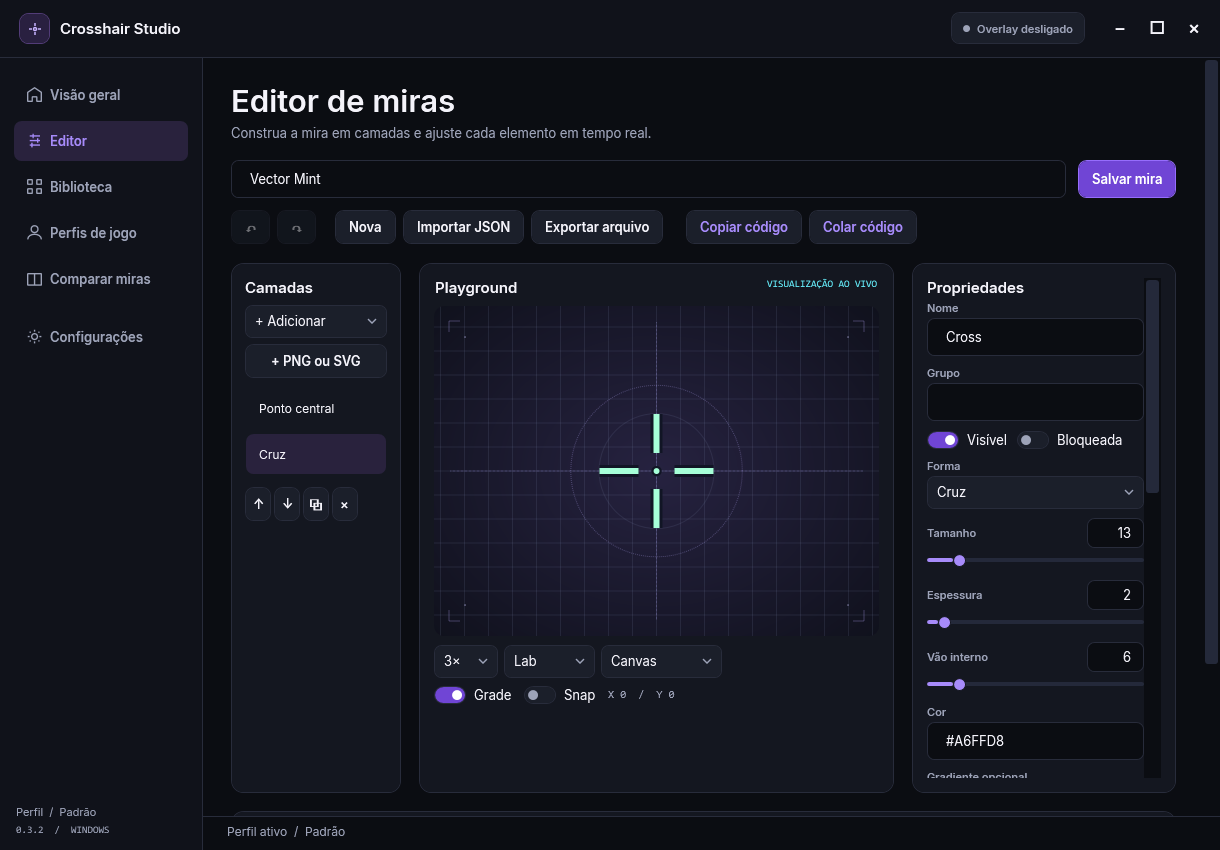 Crosshair Studio
Overlay desligado
Visão geral
Editor
Biblioteca
Perfis de jogo
Comparar miras
Configurações
Perfil / Padrão
0.3.2 / WINDOWS
Editor de miras
Construa a mira em camadas e ajuste cada elemento em tempo real.
Vector Mint
Salvar mira
Nova
Importar JSON
Exportar arquivo
Copiar código
Colar código
Camadas
+ Adicionar
+ PNG ou SVG
Ponto central
Cruz
Playground
VISUALIZAÇÃO AO VIVO
3×
Lab
Canvas
Grade
Snap
X 0 / Y 0
Propriedades
Nome
Cross
Grupo
Visível
Bloqueada
Forma
Cruz
Tamanho
13
Espessura
2
Vão interno
6
Cor
#A6FFD8
Gradiente opcional
Perfil ativo / Padrão